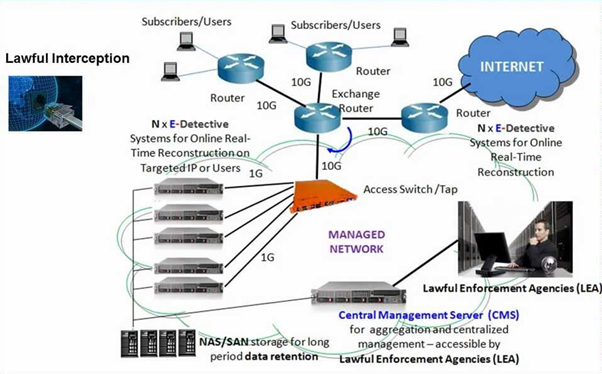 Subscribers/Users
Subscribers/Users
Lawful Interception
INTERNET
10G
10G
10G
Router
Router
Exchange
Router
Router
10G
10G
N x E-Detective
Systems for Online Real-
Time Reconstruction on
Targeted IP or Users
N x E-Detective
Systems for Online
Real-Time
Reconstruction
1G
Access Switch /Tap
MANAGED
NETWORK
1G
Lawful Enforcement Agencies (LEA)
Central Management Server (CMS)
for aggregation and centralized
management – accessible by
Lawful Enforcement Agencies (LEA)
NAS/SAN storage for long
period data retention